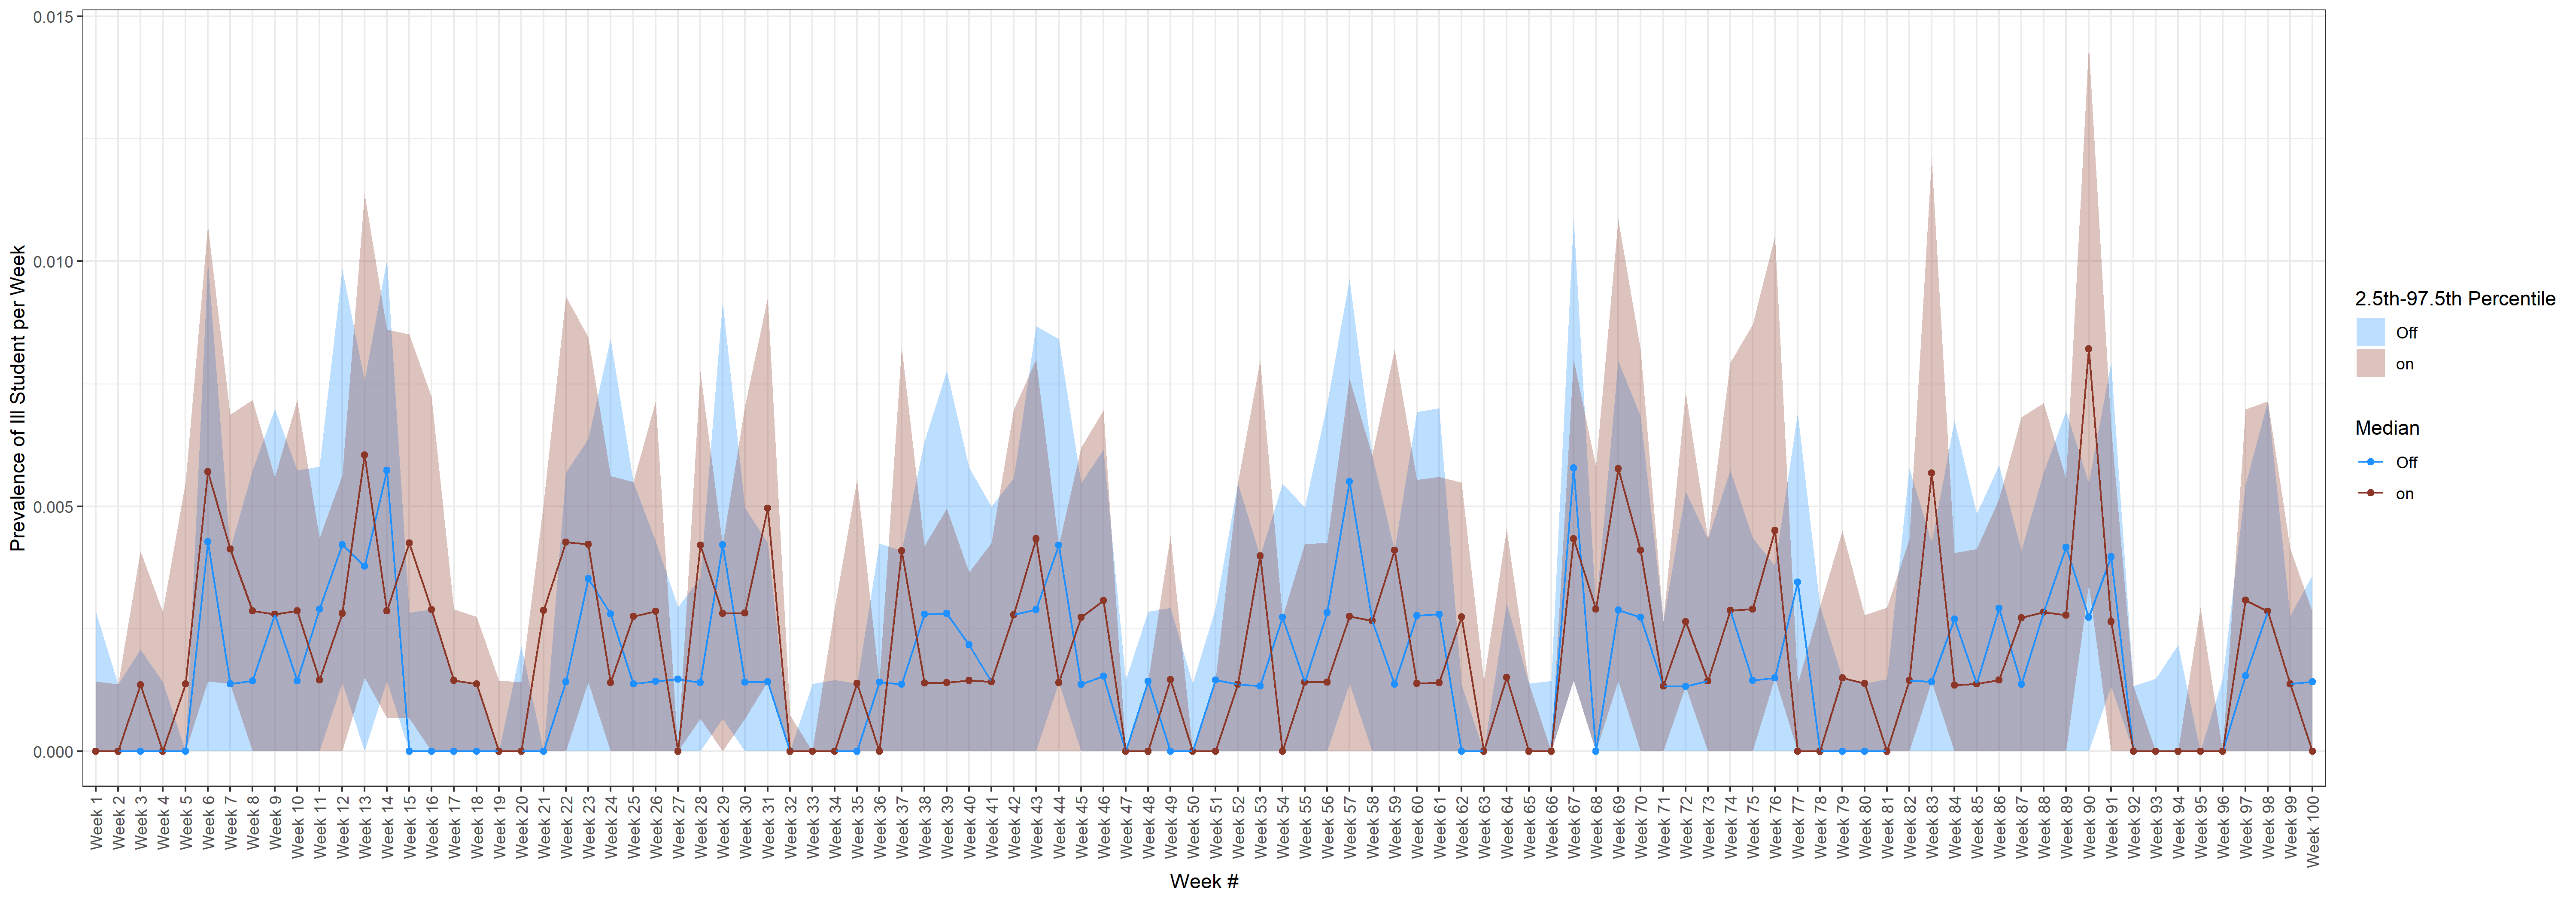 Prevalence of Ill Student per Week
0.015
0.010
0.005
0.000
Week 1
Week 2
Week 3
Week 4
Week 5
Week 6
Week 7
Week 8
Week 9
Week 10
Week 11
Week 12
Week 13
Week 14
Week 15
Week 16
Week 17
Week 18
Week 19
Week 20
Week 21
Week 22
Week 23
Week 24
Week 25
Week 26
Week 27
Week 28
Week 29
Week 30
Week 31
Week 32
Week 33
Week 34
Week 35
Week 36
Week 37
Week 38
Week 39
Week 40
Week 41
Week 42
Week 43
Week 44
Week 45
Week 46
Week 47
Week 48
Week 49
Week 50
Week 51
Week 52
Week 53
Week 54
Week 55
Week 56
Week 57
Week 58
Week 59
Week 60
Week 61
Week 62
Week 63
Week 64
Week 65
Week 66
Week 67
Week 68
Week 69
Week 70
Week 71
Week 72
Week 73
Week 74
Week 75
Week 76
Week 77
Week 78
Week 79
Week 80
Week 81
Week 82
Week 83
Week 84
Week 85
Week 86
Week 87
Week 88
Week 89
Week 90
Week 91
Week 92
Week 93
Week 94
Week 95
Week 96
Week 97
Week 98
Week 99
Week 100
Week #
2.5th-97.5th Percentile
Off
on
Median
Off
on